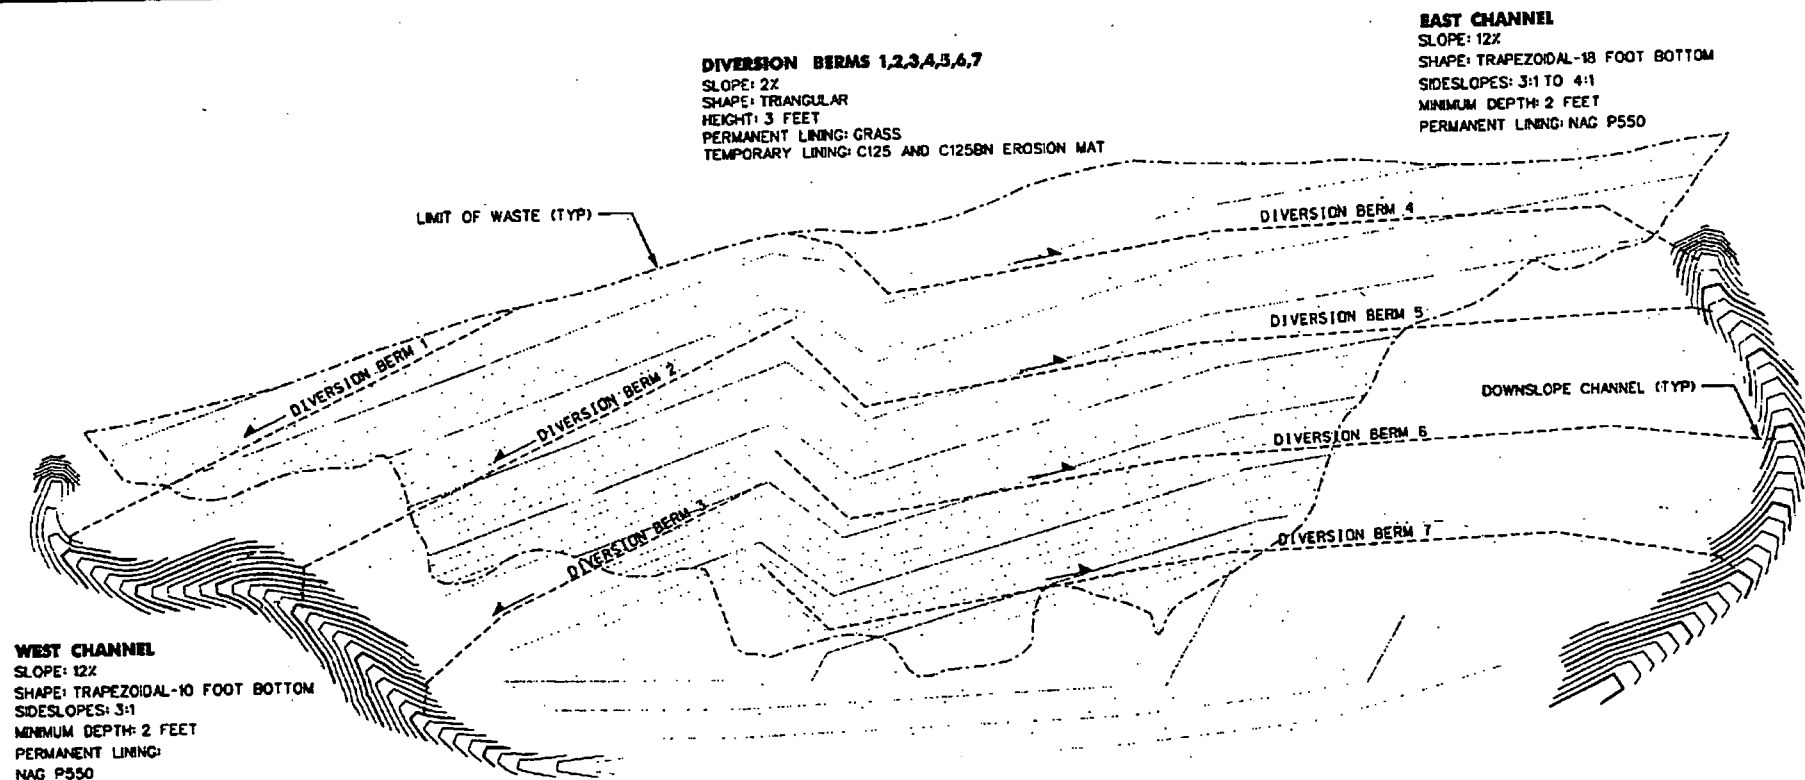 EAST CHANNEL
SLOPE: 12%
SHAPE: TRAPEZOIDAL-18 FOOT BOTTOM
SIDESLOPES: 3:1 TO 4:1
MINIMUM DEPTH: 2 FEET
PERMANENT LINING: NAG P550
DIVERSION BERMS 1,2,3,4,5,6,7
SLOPE: 2%
SHAPE: TRIANGULAR
HEIGHT: 3 FEET
PERMANENT LINING: GRASS
TEMPORARY LINING: C125 AND C125BN EROSION MAT
LIMIT OF WASTE (TYP)
DIVERSION BERM 4
DIVERSION BERM 5
DIVERSION BERM 1
DIVERSION BERM 2
DOWNSLOPE CHANNEL (TYP)
DIVERSION BERM 6
DIVERSION BERM 3
DIVERSION BERM 7
WEST CHANNEL
SLOPE: 12%
SHAPE: TRAPEZOIDAL-10 FOOT BOTTOM
SIDESLOPES: 3:1
MINIMUM DEPTH: 2 FEET
PERMANENT LINING:
NAG P550